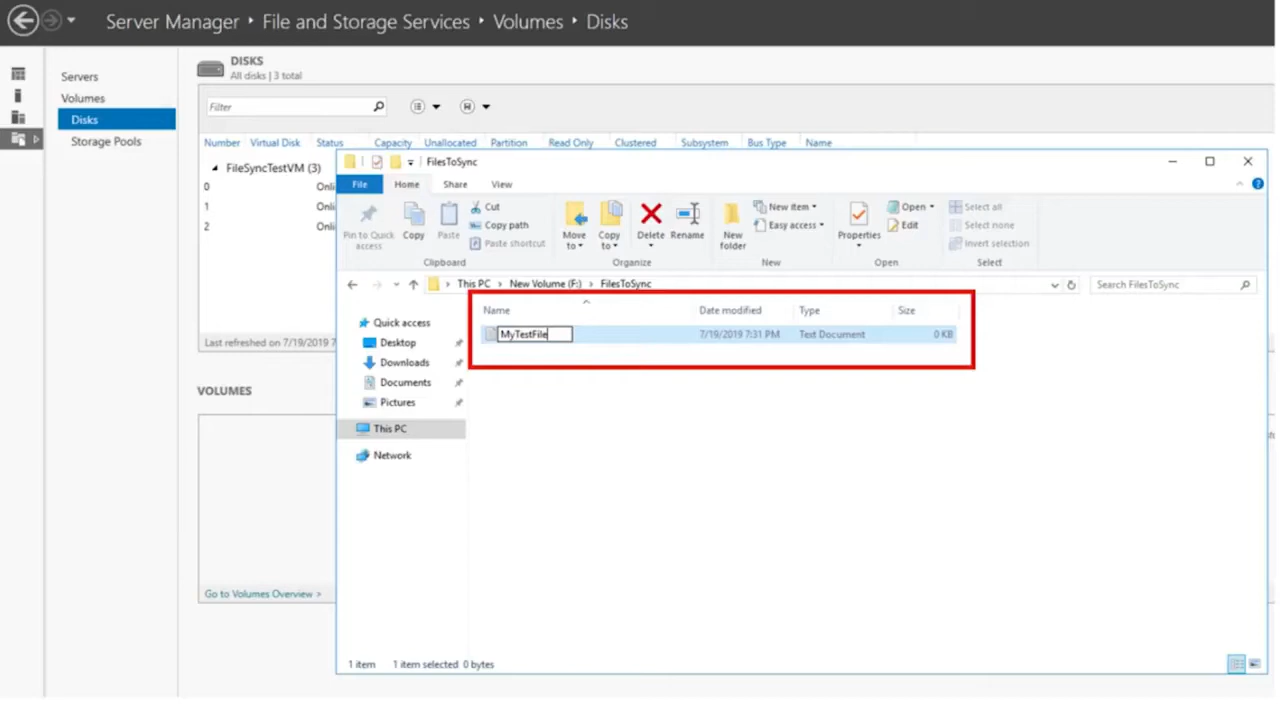 Server Manager ‣ File and Storage Services ‣ Volumes ‣ Disks
Servers
Volumes
Disks
Storage Pools
DISKS
All disks | 3 total
Filter
Number Virtual Disk Status Capacity Unallocated Partition Read Only Clustered Subsystem Bus Type Name
FileSyncTestVM (3)
0 Onli
1 Onli
2 Onli
Last refreshed on 7/19/2019 7
VOLUMES
Go to Volumes Overview >
FilesToSync
File Home Share View
Pin to Quick access
Copy
Paste
Cut
Copy path
Paste shortcut
Clipboard
Move to
Copy to
Delete
Rename
Organize
New folder
New item
Easy access
New
Properties
Open
Edit
Open
Select all
Select none
Invert selection
Select
This PC > New Volume (F:) > FilesToSync
Search FilesToSync
Quick access
Desktop
Downloads
Documents
Pictures
This PC
Network
Name Date modified Type Size
MyTestFile 7/19/2019 7:31 PM Text Document 0 KB
1 item 1 item selected 0 bytes